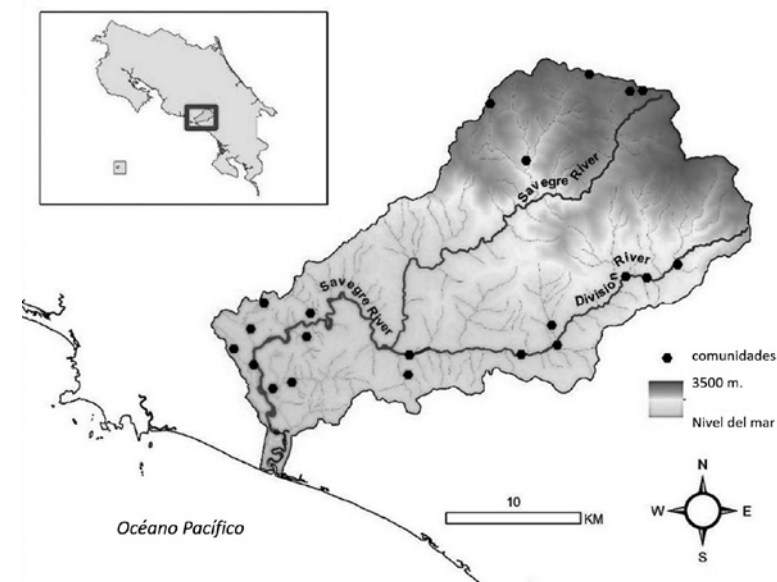 Savegre River
Savegre River
Division River
comunidades
3500 m.
Nivel del mar
N
W
E
S
10
KM
Océano Pacífico